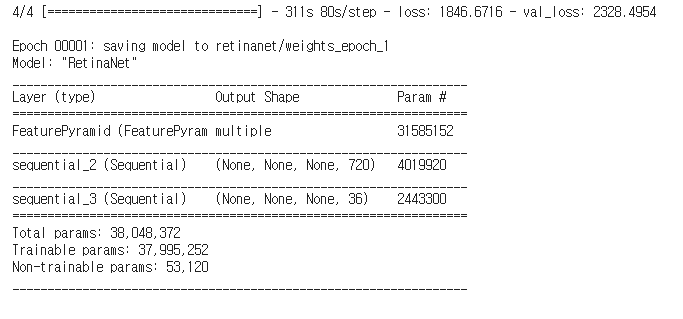 4/4 [==============================] - 311s 80s/step - loss: 1846.6716 - val_loss: 2328.4954
Epoch 00001: saving model to retinanet/weights_epoch_1
Model: "RetinaNet"
_________________________________________________________________
Layer (type)                 Output Shape              Param #
=================================================================
FeaturePyramid (FeaturePyram multiple                  31585152
_________________________________________________________________
sequential_2 (Sequential)    (None, None, None, 720)   4019920
_________________________________________________________________
sequential_3 (Sequential)    (None, None, None, 36)    2443300
=================================================================
Total params: 38,048,372
Trainable params: 37,995,252
Non-trainable params: 53,120
_________________________________________________________________